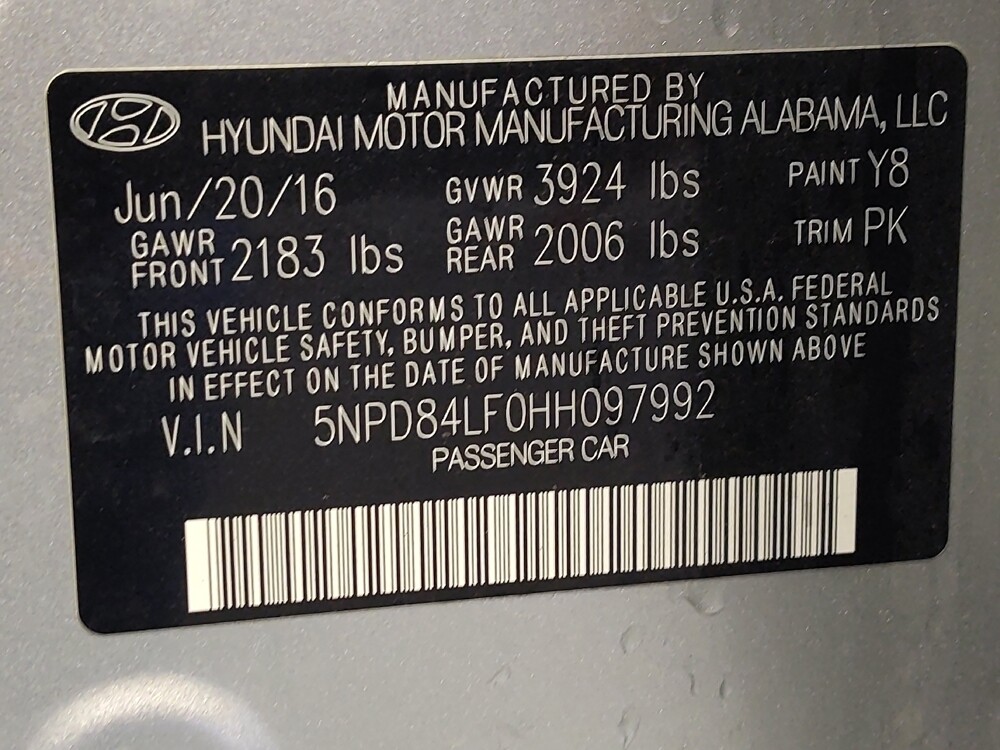 MANUFACTURED BY
HYUNDAI MOTOR MANUFACTURING ALABAMA, LLC
Jun/20/16 GVWR 3924 lbs PAINT Y8
GAWR FRONT 2183 lbs GAWR REAR 2006 lbs TRIM PK
THIS VEHICLE CONFORMS TO ALL APPLICABLE U.S.A. FEDERAL
MOTOR VEHICLE SAFETY, BUMPER, AND THEFT PREVENTION STANDARDS
IN EFFECT ON THE DATE OF MANUFACTURE SHOWN ABOVE
V.I.N 5NPD84LF0HH097992
PASSENGER CAR